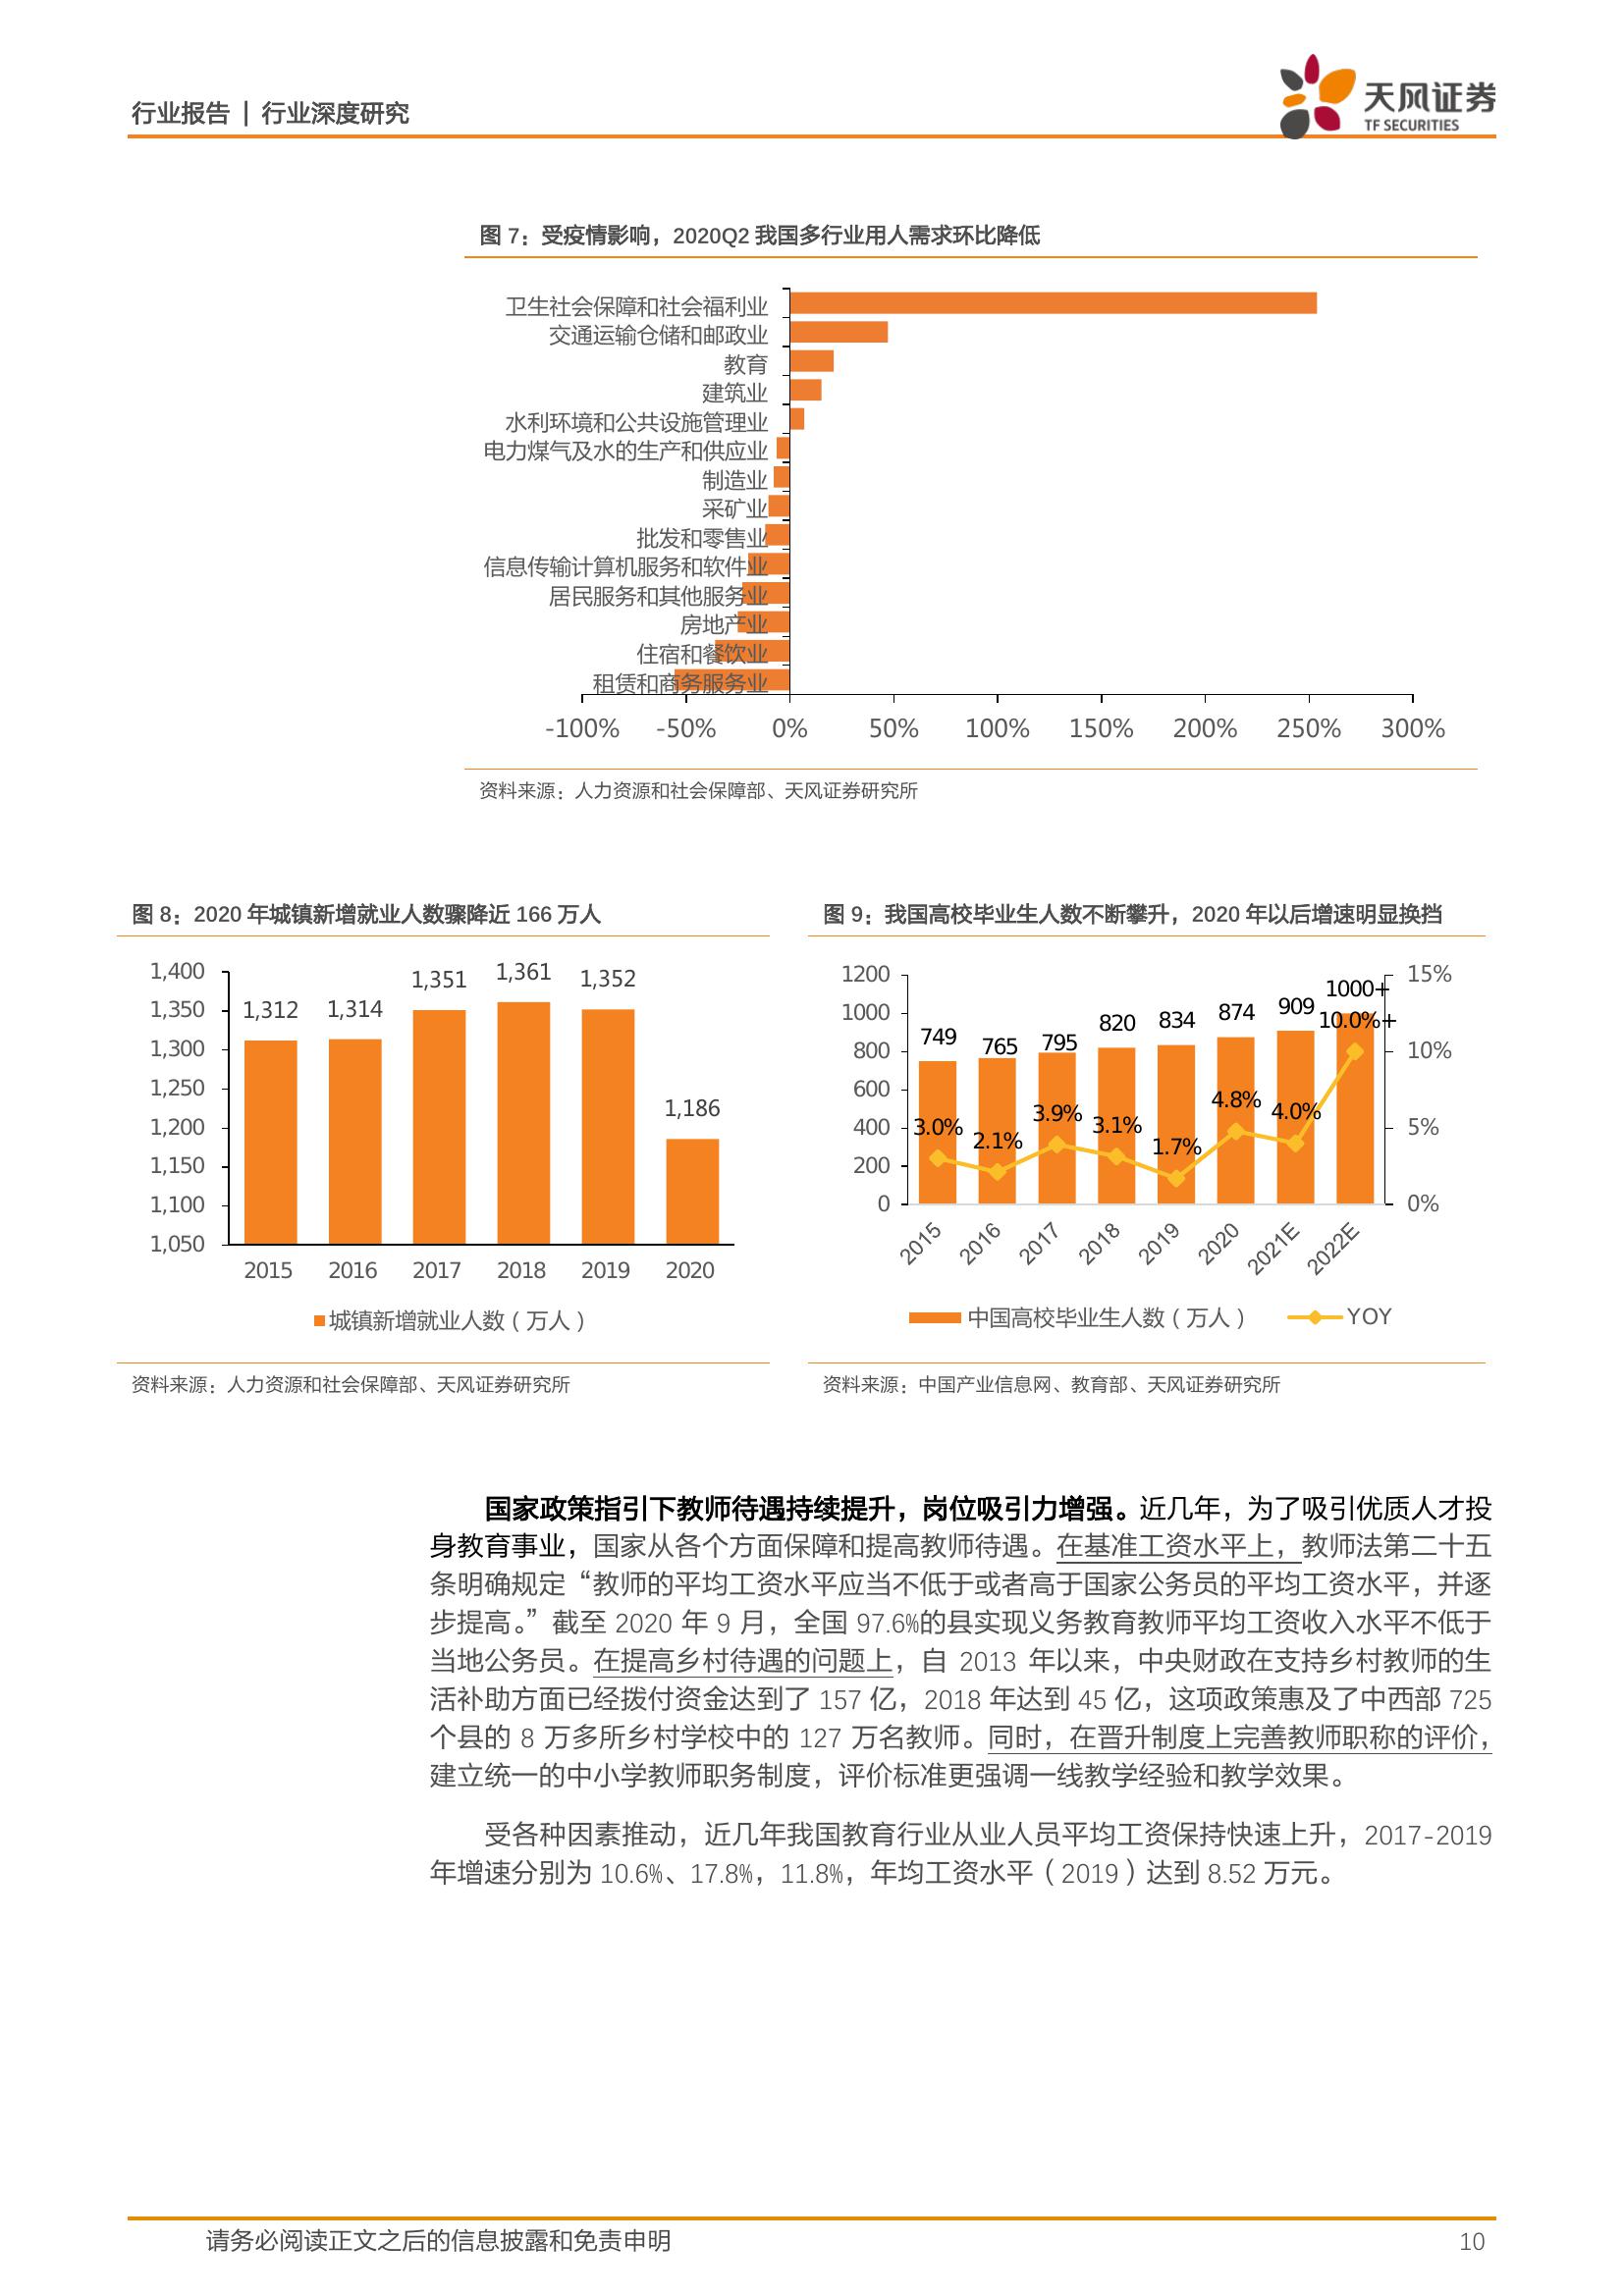 行业报告 | 行业深度研究
天风证券
TF SECURITIES
图 7：受疫情影响，2020Q2 我国多行业用人需求环比降低
卫生社会保障和社会福利业
交通运输仓储和邮政业
教育
建筑业
水利环境和公共设施管理业
电力煤气及水的生产和供应业
制造业
采矿业
批发和零售业
信息传输计算机服务和软件业
居民服务和其他服务业
房地产业
住宿和餐饮业
租赁和商务服务业
-100% -50% 0% 50% 100% 150% 200% 250% 300%
资料来源：人力资源和社会保障部、天风证券研究所
图 8：2020 年城镇新增就业人数骤降近 166 万人
1,400
1,350
1,300
1,250
1,200
1,150
1,100
1,050
1,312 1,314 1,351 1,361 1,352 1,186
2015 2016 2017 2018 2019 2020
城镇新增就业人数（万人）
资料来源：人力资源和社会保障部、天风证券研究所
图 9：我国高校毕业生人数不断攀升，2020 年以后增速明显换挡
1200
1000
800
600
400
200
0
749 765 795 820 834 874 909 1000+
3.0% 2.1% 3.9% 3.1% 1.7% 4.8% 4.0% 10.0%+
15%
10%
5%
0%
2015 2016 2017 2018 2019 2020 2021E 2022E
中国高校毕业生人数（万人） YOY
资料来源：中国产业信息网、教育部、天风证券研究所
国家政策指引下教师待遇持续提升，岗位吸引力增强。近几年，为了吸引优质人才投
身教育事业，国家从各个方面保障和提高教师待遇。在基准工资水平上，教师法第二十五
条明确规定“教师的平均工资水平应当不低于或者高于国家公务员的平均工资水平，并逐
步提高。”截至 2020 年 9 月，全国 97.6%的县实现义务教育教师平均工资收入水平不低于
当地公务员。在提高乡村待遇的问题上，自 2013 年以来，中央财政在支持乡村教师的生
活补助方面已经拨付资金达到了 157 亿，2018 年达到 45 亿，这项政策惠及了中西部 725
个县的 8 万多所乡村学校中的 127 万名教师。同时，在晋升制度上完善教师职称的评价，
建立统一的中小学教师职务制度，评价标准更强调一线教学经验和教学效果。
受各种因素推动，近几年我国教育行业从业人员平均工资保持快速上升，2017-2019
年增速分别为 10.6%、17.8%，11.8%，年均工资水平（2019）达到 8.52 万元。
请务必阅读正文之后的信息披露和免责申明
10